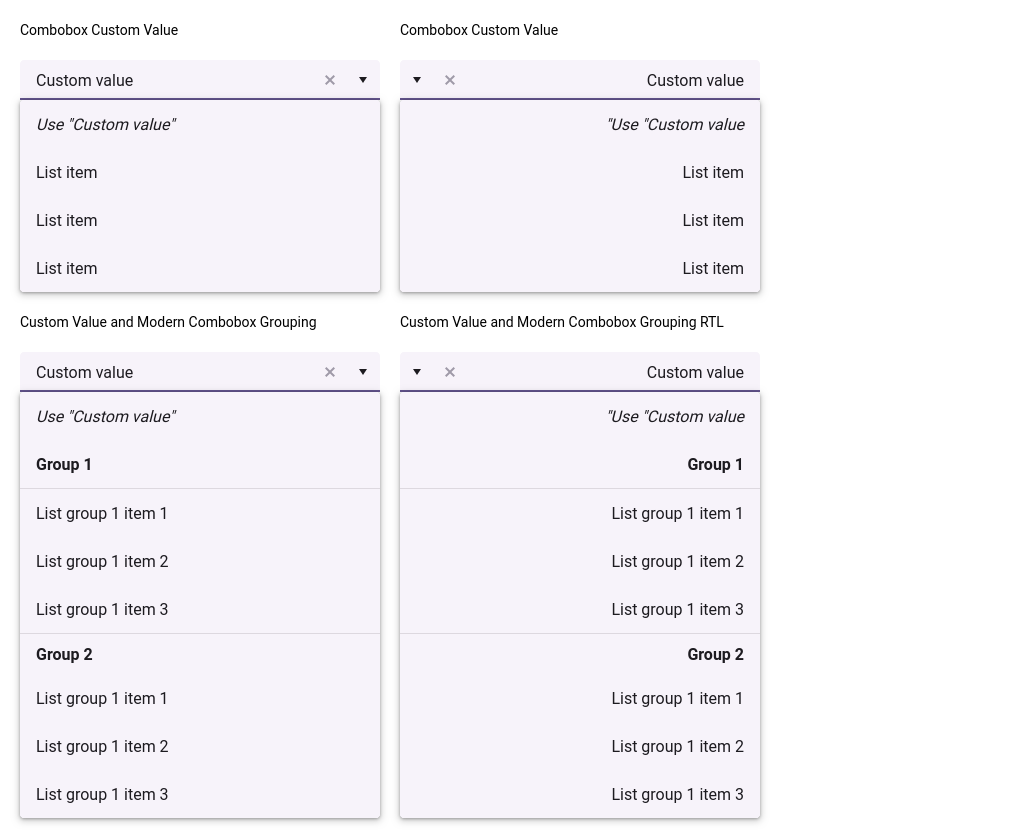 Combobox Custom Value
Custom value
Use "Custom value"
List item
List item
List item
Combobox Custom Value
Custom value
"Use "Custom value
List item
List item
List item
Custom Value and Modern Combobox Grouping
Custom value
Use "Custom value"
Group 1
List group 1 item 1
List group 1 item 2
List group 1 item 3
Group 2
List group 1 item 1
List group 1 item 2
List group 1 item 3
Custom Value and Modern Combobox Grouping RTL
Custom value
"Use "Custom value
Group 1
List group 1 item 1
List group 1 item 2
List group 1 item 3
Group 2
List group 1 item 1
List group 1 item 2
List group 1 item 3